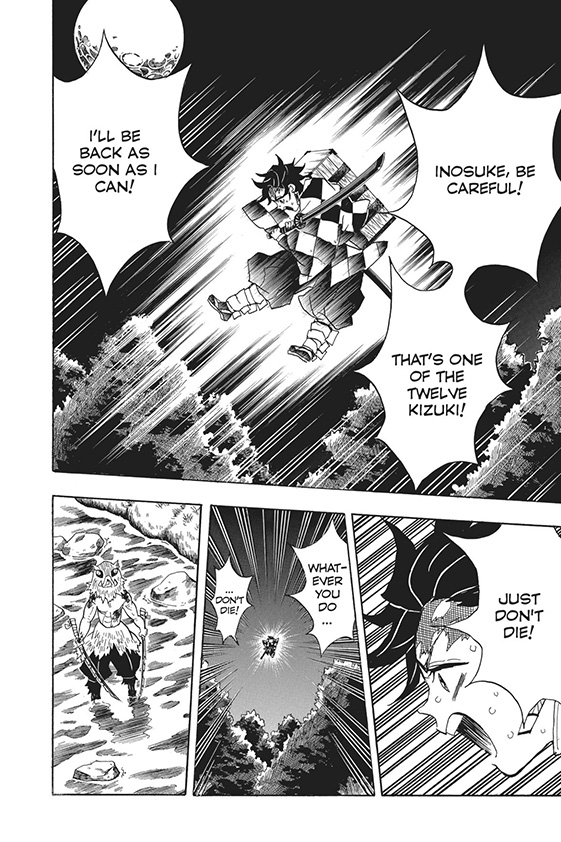 INOSUKE, BE
CAREFUL!
THAT'S ONE
OF THE
TWELVE
KIZUKI!
I'LL BE
BACK AS
SOON AS I
CAN!
JUST
DON'T
DIE!
WHAT-
EVER
YOU
DO
...
...
DON'T
DIE!